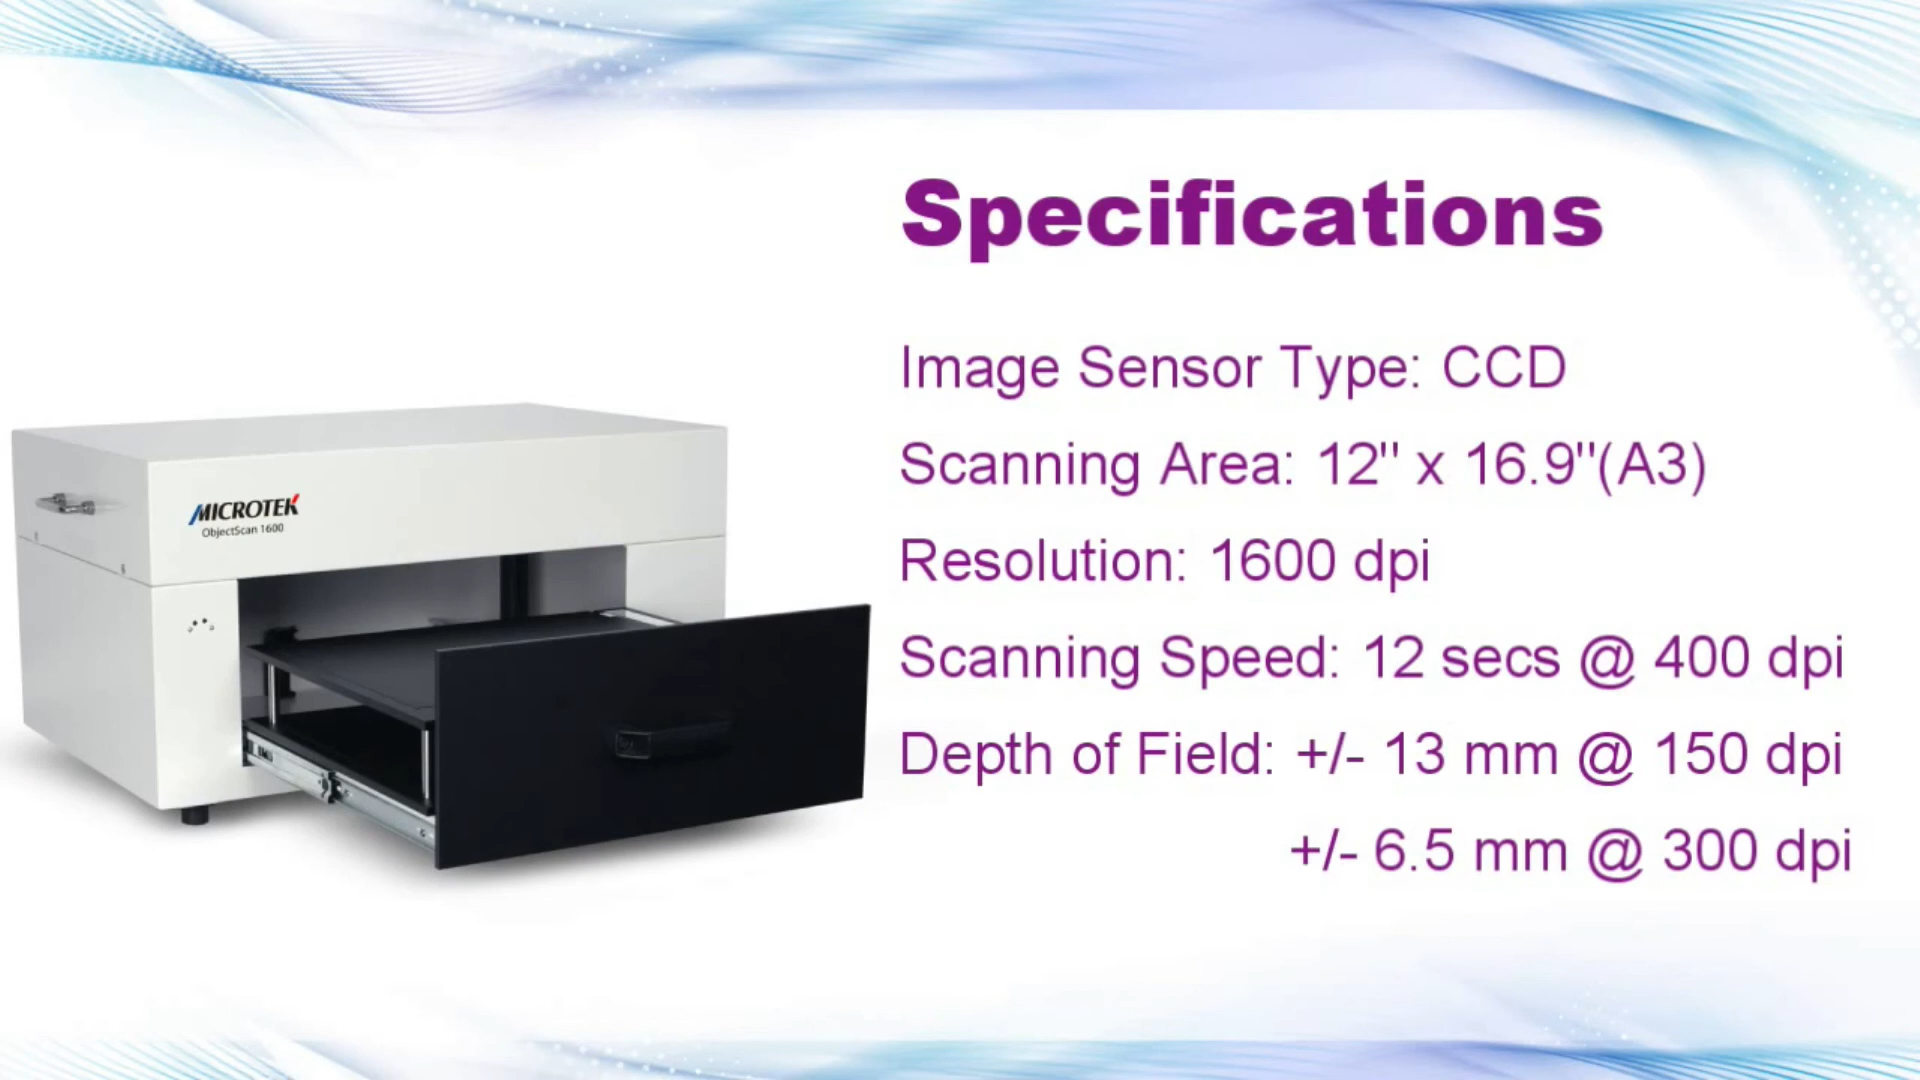 Specifications
Image Sensor Type: CCD
Scanning Area: 12" x 16.9"(A3)
Resolution: 1600 dpi
Scanning Speed: 12 secs @ 400 dpi
Depth of Field: +/- 13 mm @ 150 dpi
+/- 6.5 mm @ 300 dpi
MICROTEK
ObjectScan 1600